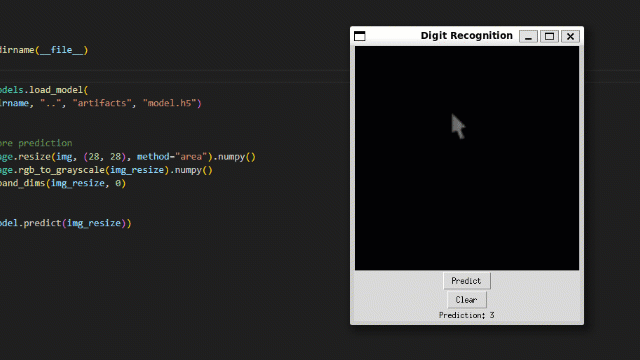 dirname(__file__)
odels.load_model(
irname, "..", "artifacts", "model.h5")
ore prediction
age.resize(img, (28, 28), method="area").numpy()
age.rgb_to_grayscale(img_resize).numpy()
pand_dims(img_resize, 0)
odel.predict(img_resize))
Digit Recognition
Predict
Clear
Prediction: 3